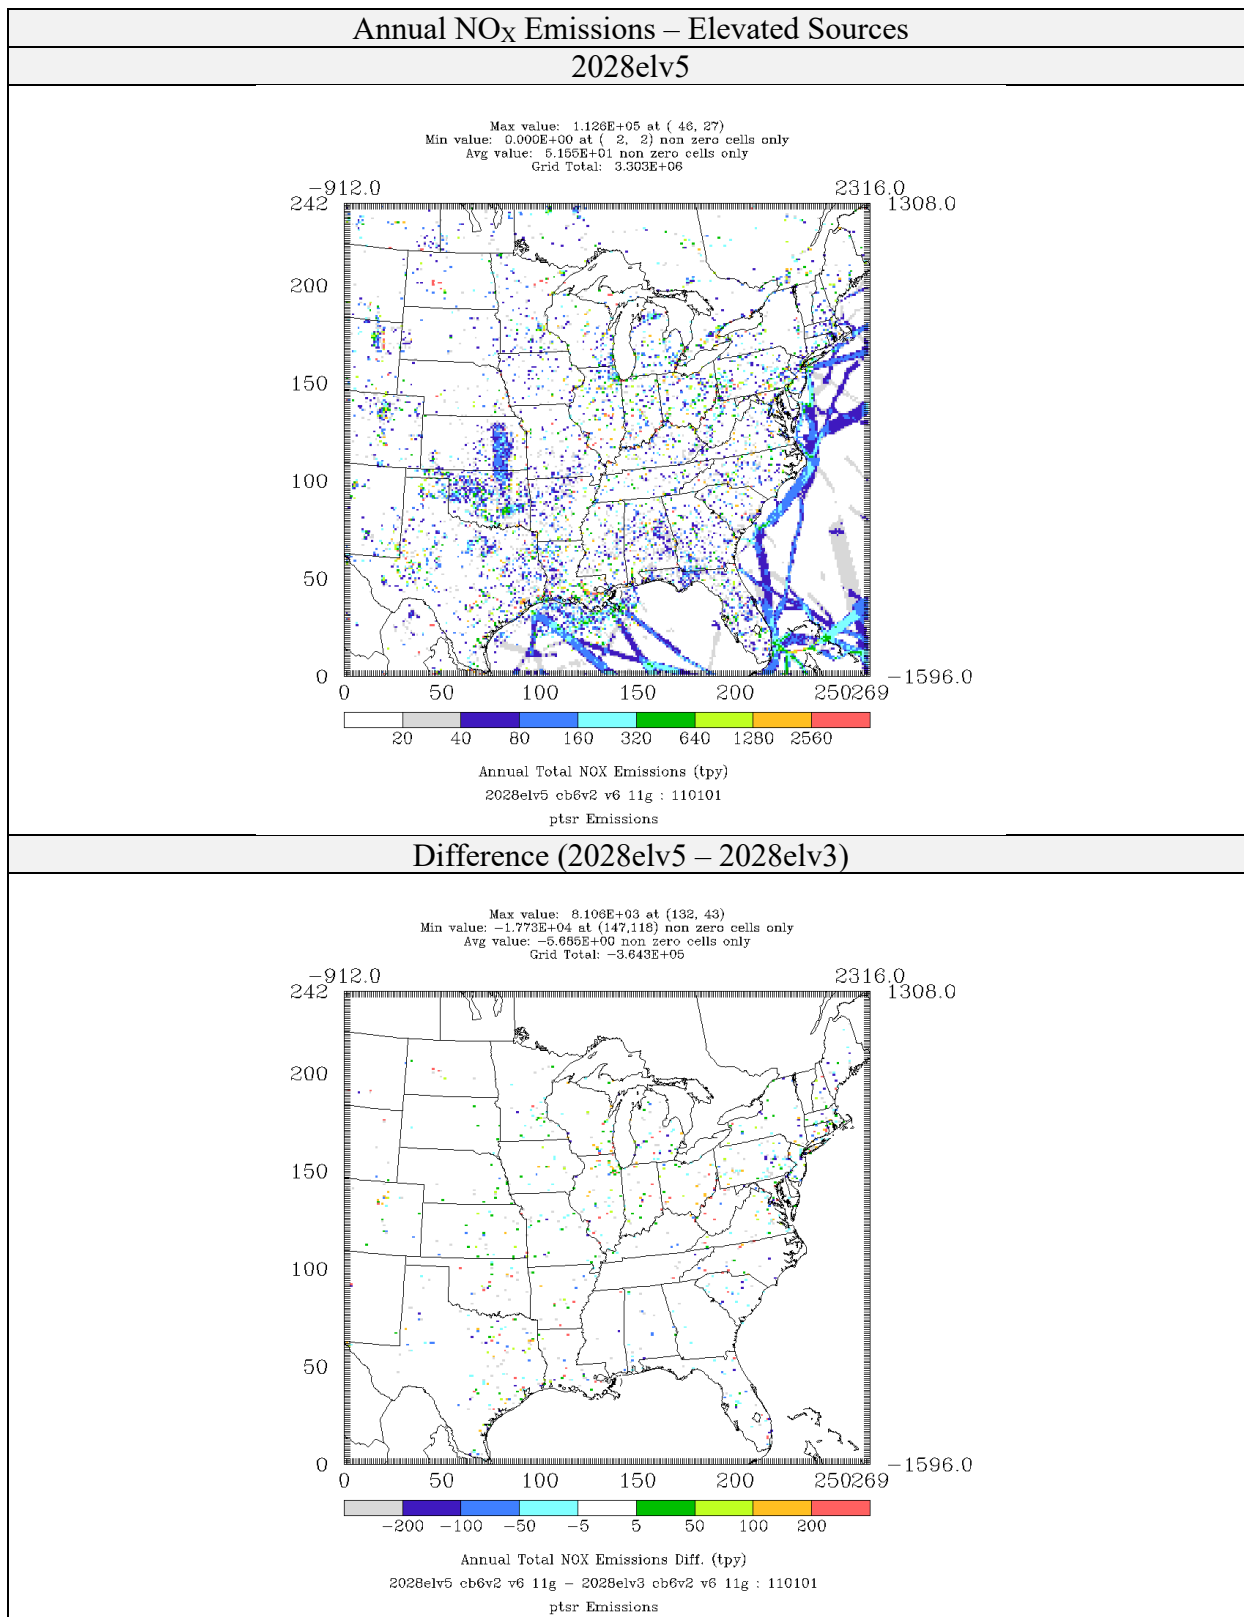 Annual NOX Emissions – Elevated Sources
2028elv5
Max value: 1.126E+05 at ( 46, 27)
Min value: 0.000E+00 at ( 2, 2) non zero cells only
Avg value: 5.155E+01 non zero cells only
Grid Total: 3.303E+06
−912.0 2316.0
242 1308.0
200
150
100
50
0 −1596.0
0 50 100 150 200 250269
20 40 80 160 320 640 1280 2560
Annual Total NOX Emissions (tpy)
2028elv5 cb6v2 v6 11g : 110101
ptsr Emissions
Difference (2028elv5 – 2028elv3)
Max value: 8.106E+03 at (132, 43)
Min value: −1.773E+04 at (147,118) non zero cells only
Avg value: −5.685E+00 non zero cells only
Grid Total: −3.643E+05
−912.0 2316.0
242 1308.0
200
150
100
50
0 −1596.0
0 50 100 150 200 250269
−200 −100 −50 −5 5 50 100 200
Annual Total NOX Emissions Diff. (tpy)
2028elv5 cb6v2 v6 11g − 2028elv3 cb6v2 v6 11g : 110101
ptsr Emissions